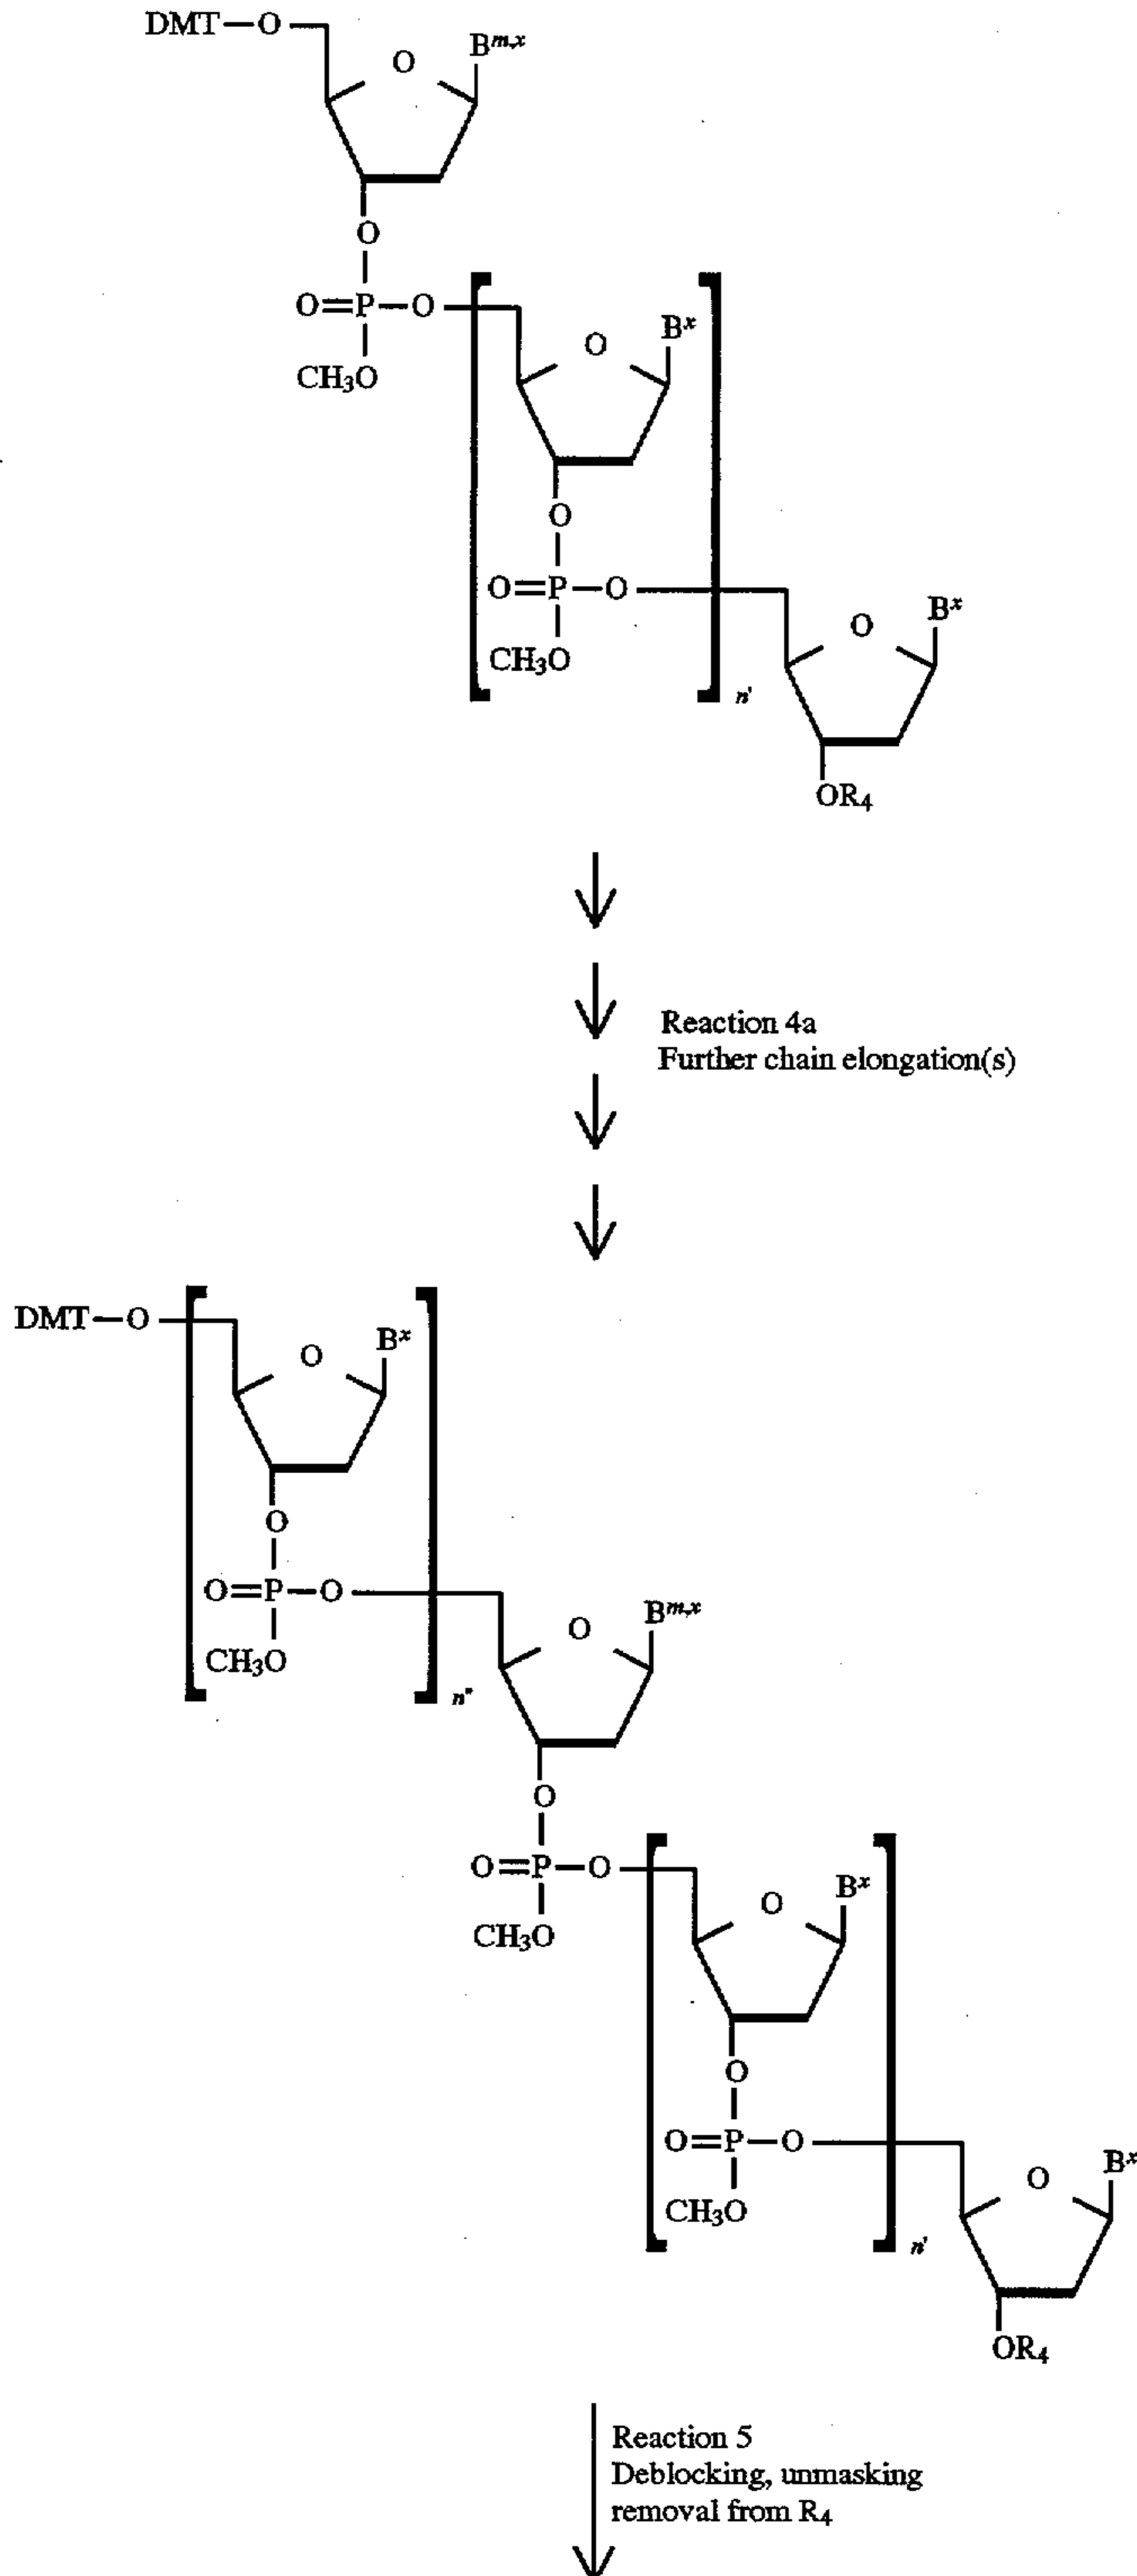 DMT—O
O
B^{m,x}
O
O=P—O
CH₃O
O
B^x
O
O=P—O
CH₃O
n'
O
B^x
OR₄
Reaction 4a
Further chain elongation(s)
DMT—O
O
B^x
O
O=P—O
CH₃O
n"
O
B^{m,x}
O
O=P—O
CH₃O
O
B^x
O
O=P—O
CH₃O
n'
O
B^x
OR₄
Reaction 5
Deblocking, unmasking
removal from R₄